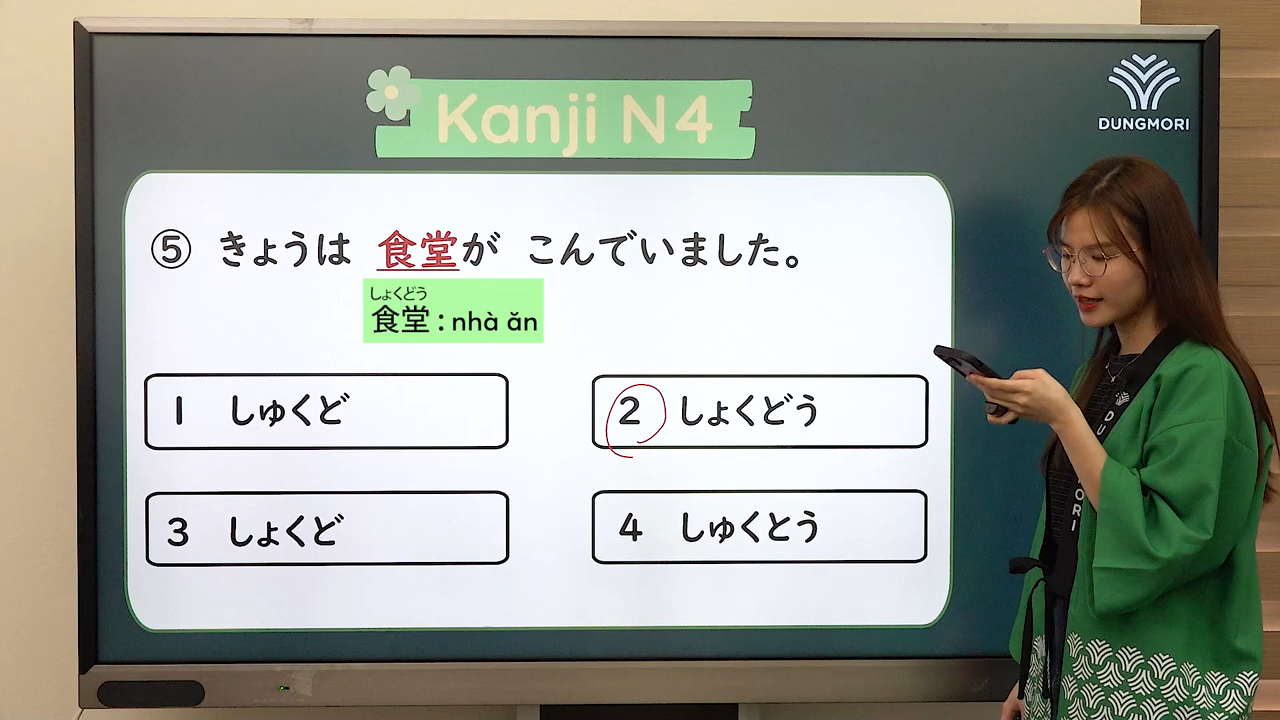 Kanji N4
DUNGMORI
⑤ きょうは 食堂が こんでいました。
しょくどう
食堂 : nhà ăn
1 しゅくど
2 しょくどう
3 しょくど
4 しゅくとう
DU
ORI